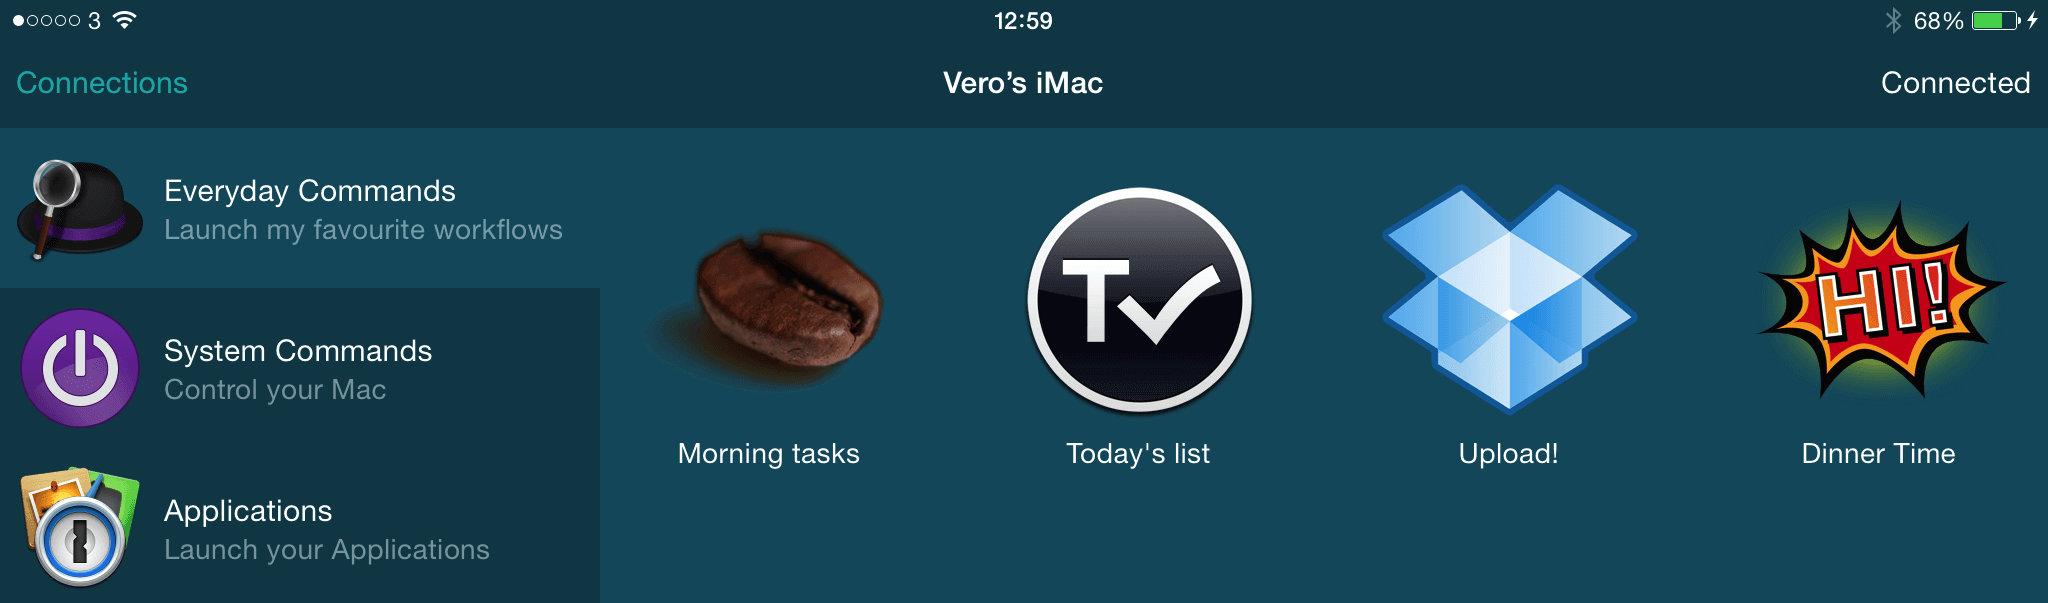 3
12:59
68%
Connections
Vero’s iMac
Connected
Everyday Commands
Launch my favourite workflows
System Commands
Control your Mac
Applications
Launch your Applications
T
HI!
Morning tasks
Today's list
Upload!
Dinner Time